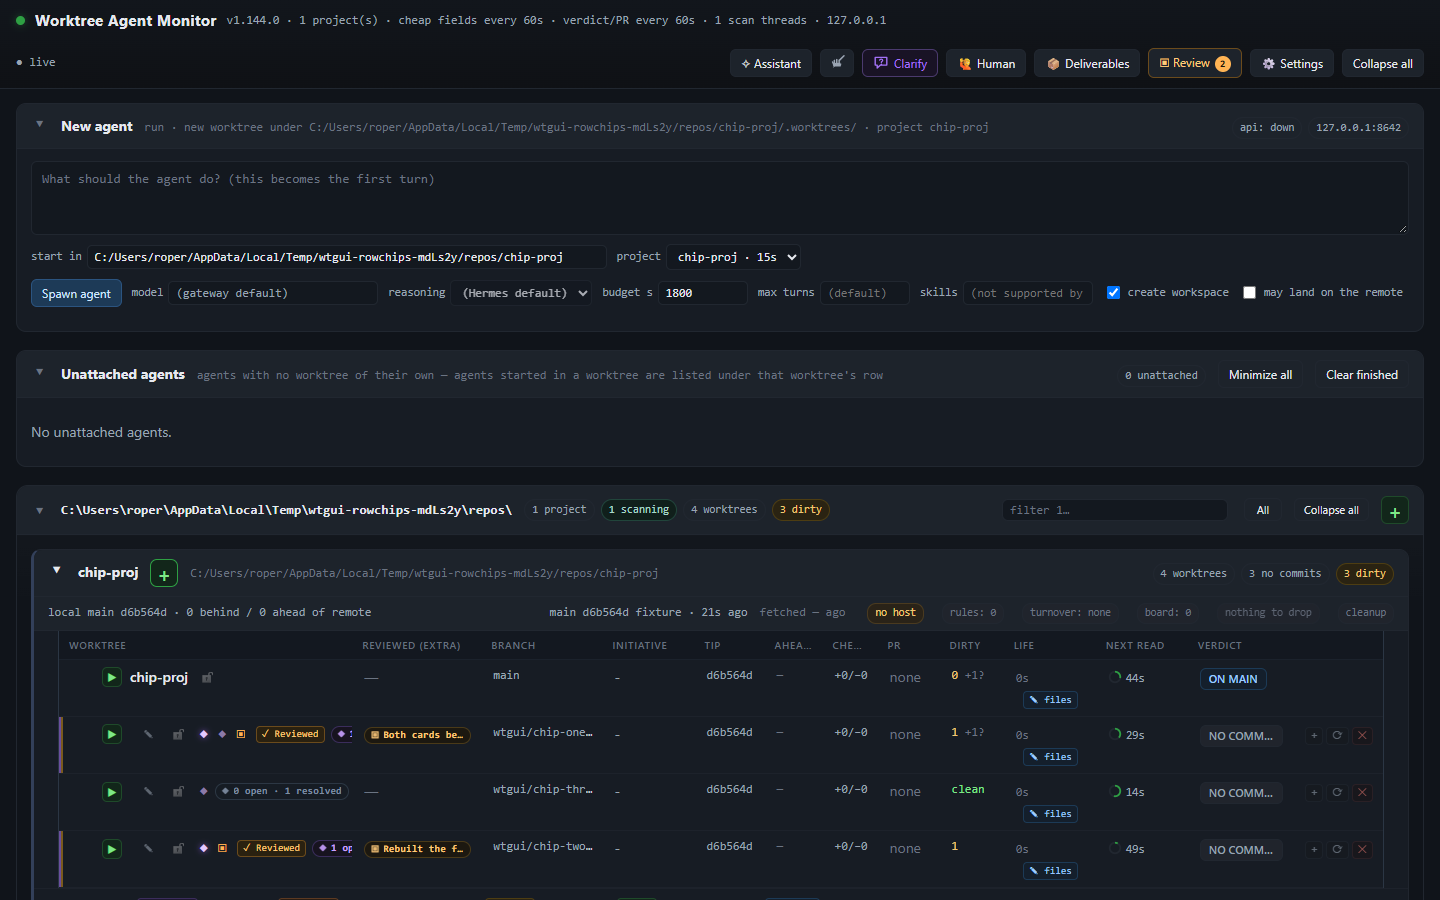 Worktree Agent Monitor v1.144.0 · 1 project(s) · cheap fields every 60s · verdict/PR every 60s · 1 scan threads · 127.0.0.1
● live
✧ Assistant
Clarify
Human
Deliverables
Review 2
Settings
Collapse all
▼ New agent run · new worktree under C:/Users/roper/AppData/Local/Temp/wtgui-rowchips-mdLs2y/repos/chip-proj/.worktrees/ · project chip-proj api: down 127.0.0.1:8642
What should the agent do? (this becomes the first turn)
start in C:/Users/roper/AppData/Local/Temp/wtgui-rowchips-mdLs2y/repos/chip-proj project chip-proj · 15s
Spawn agent model (gateway default) reasoning (Hermes default) budget s 1800 max turns (default) skills (not supported by create workspace may land on the remote
▼ Unattached agents agents with no worktree of their own — agents started in a worktree are listed under that worktree's row 0 unattached Minimize all Clear finished
No unattached agents.
▼ C:\Users\roper\AppData\Local\Temp\wtgui-rowchips-mdLs2y\repos\ 1 project 1 scanning 4 worktrees 3 dirty filter 1… All Collapse all +
▼ chip-proj + C:/Users/roper/AppData/Local/Temp/wtgui-rowchips-mdLs2y/repos/chip-proj 4 worktrees 3 no commits 3 dirty
local main d6b564d · 0 behind / 0 ahead of remote main d6b564d fixture · 21s ago fetched — ago no host rules: 0 turnover: none board: 0 nothing to drop cleanup
WORKTREE REVIEWED (EXTRA) BRANCH INITIATIVE TIP AHEA… CHE… PR DIRTY LIFE NEXT READ VERDICT
chip-proj — main – d6b564d — +0/−0 none 0 +1? 0s 44s ON MAIN
files
✓ Reviewed ◆ 1 Both cards be… wtgui/chip-one… – d6b564d — +0/−0 none 1 +1? 0s 29s NO COMM… +
files
◆ 0 open · 1 resolved — wtgui/chip-thr… – d6b564d — +0/−0 none clean 0s 14s NO COMM… +
files
✓ Reviewed ◆ 1 op Rebuilt the f… wtgui/chip-two… – d6b564d — +0/−0 none 1 0s 49s NO COMM… +
files